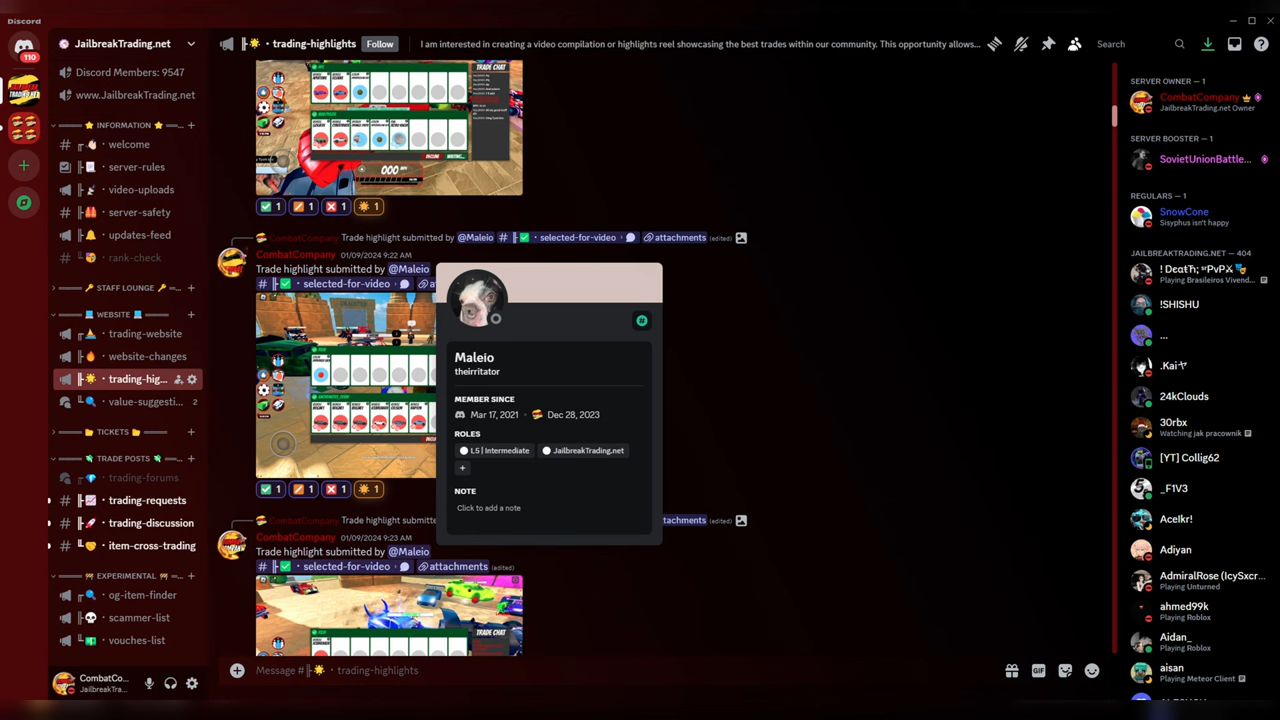 Discord
JailbreakTrading.net
trading-highlights
Follow
I am interested in creating a video compilation or highlights reel showcasing the best trades within our community. This opportunity allows...
Search
110
Discord Members: 9547
www.JailbreakTrading.net
INFORMATION
welcome
server-rules
video-uploads
server-safety
updates-feed
rank-check
STAFF LOUNGE
WEBSITE
trading-website
website-changes
trading-hig...
value-suggesti...
2
TICKETS
TRADE POSTS
trading-forums
trading-requests
trading-discussion
item-cross-trading
EXPERIMENTAL
og-item-finder
scammer-list
vouches-list
CombatCo...
JailbreakTra...
TRADE CHAT
000
1 1 1 1
CombatCompany Trade highlight submitted by @Maleio # selected-for-video attachments (edited)
CombatCompany 01/09/2024 9:22 AM
Trade highlight submitted by @Maleio
# selected-for-video
1 1 1 1
CombatCompany Trade highlight submitte
attachments (edited)
CombatCompany 01/09/2024 9:23 AM
Trade highlight submitted by @Maleio
# selected-for-video attachments (edited)
TRADE CHAT
Message # trading-highlights
GIF
Maleio
theirritator
MEMBER SINCE
Mar 17, 2021 Dec 28, 2023
ROLES
L5 | Intermediate JailbreakTrading.net
+
NOTE
Click to add a note
SERVER OWNER — 1
CombatCompany
JailbreakTrading.net Owner
SERVER BOOSTER — 1
SovietUnionBattle...
REGULARS — 1
SnowCone
Sisyphus isn't happy
JAILBREAKTRADING.NET — 404
Playing Brasileiros Vivend...
!SHISHU
...
24kClouds
30rbx
Watching jak pracownik
[YT] Collig62
_F1V3
Acelkr!
Adiyan
AdmiralRose (IcySxcr...
Playing Unturned
ahmed99k
Playing Roblox
Aidan_
Playing Roblox
aisan
Playing Meteor Client